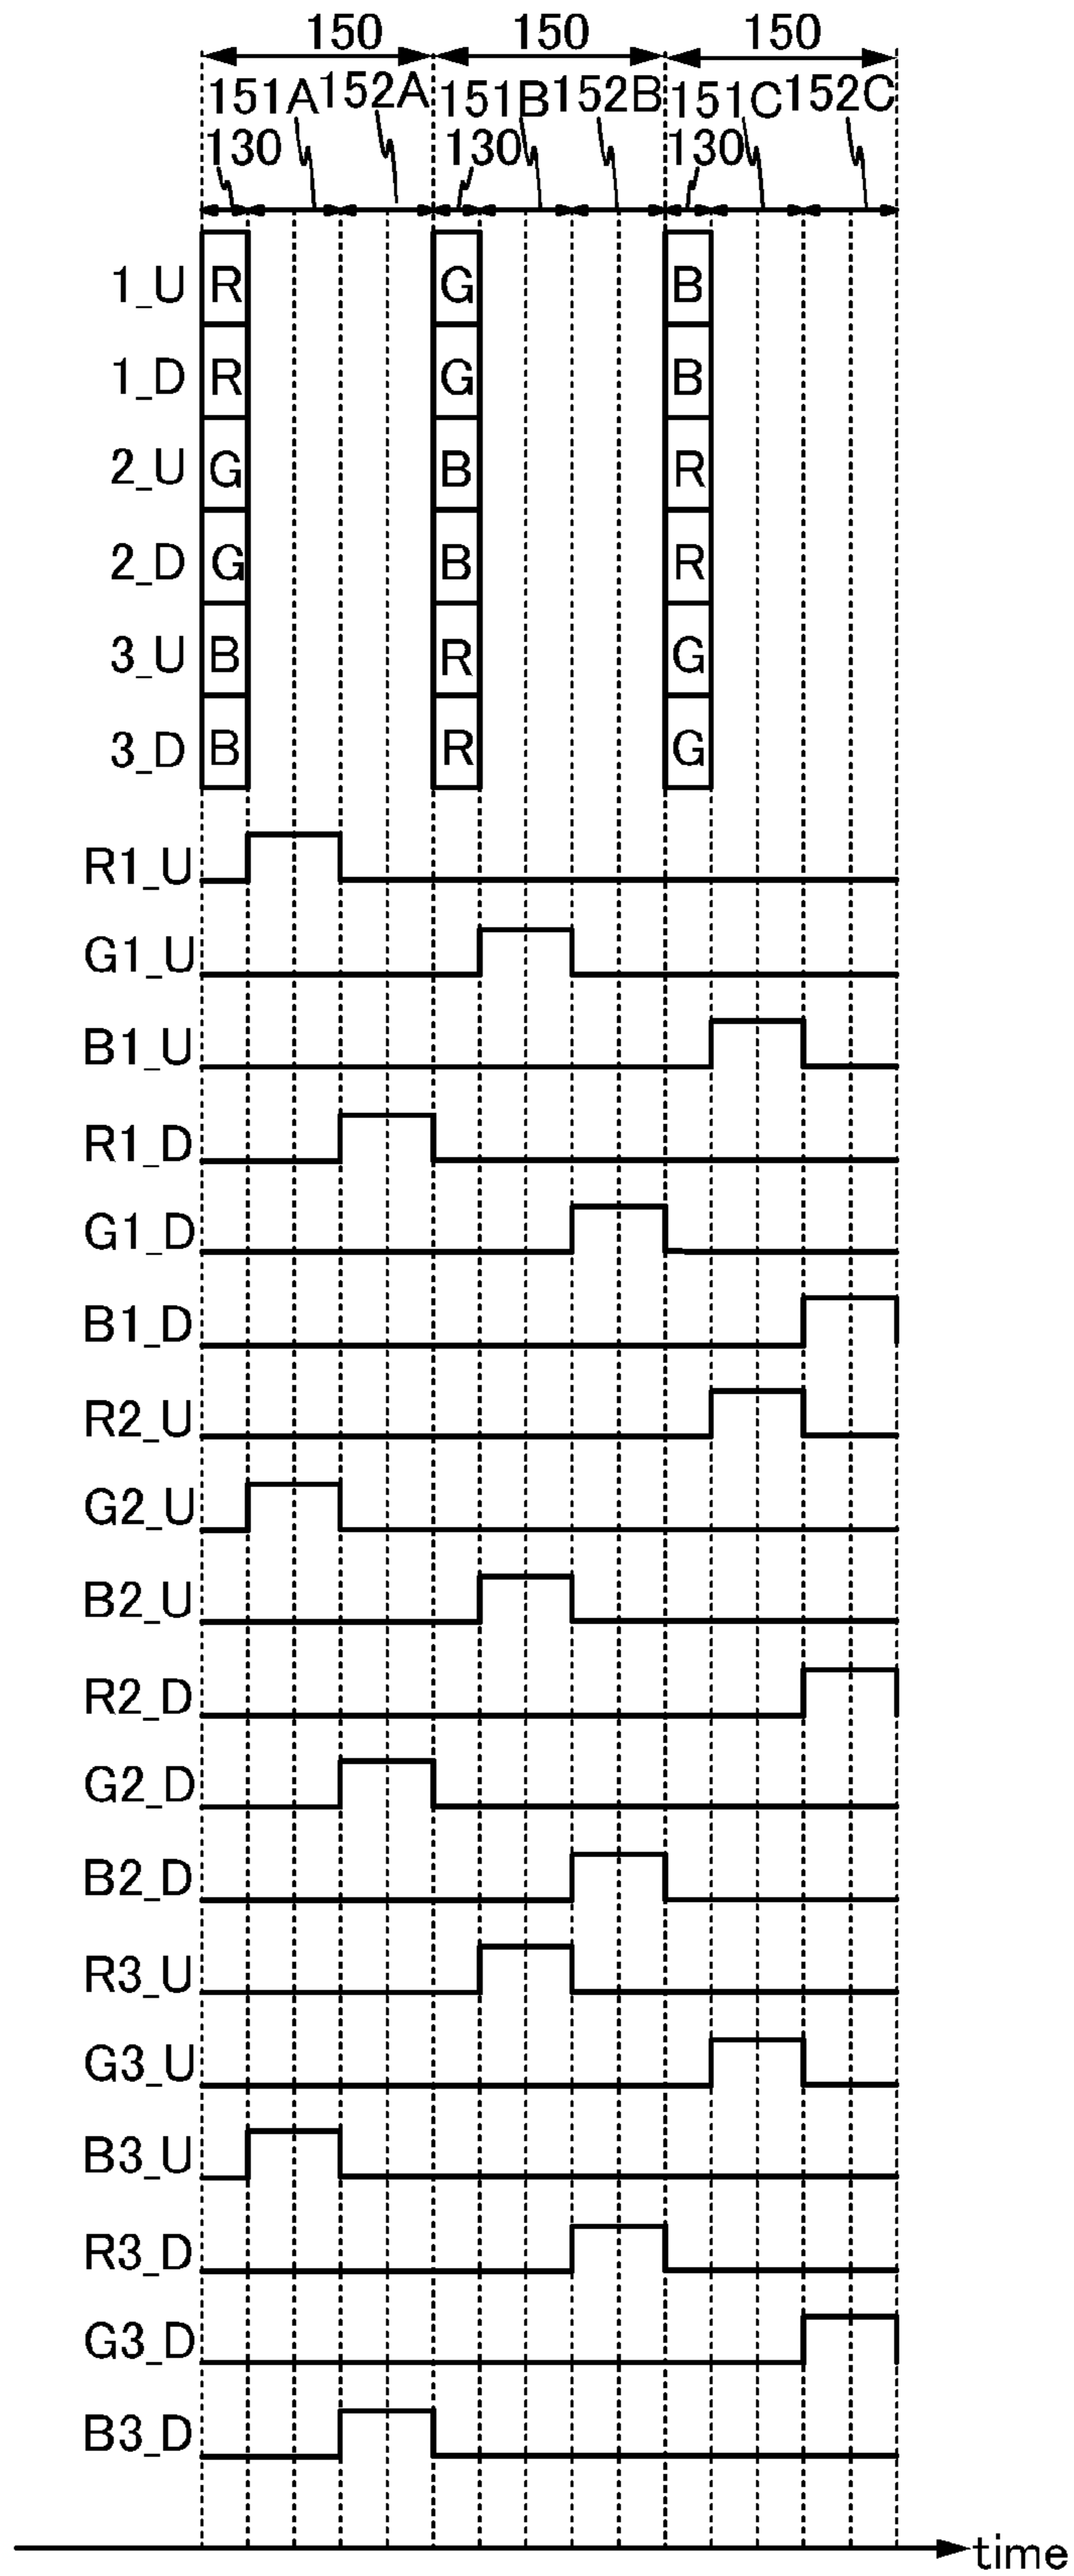 150 150 150
151A 152A 151B 152B 151C 152C
130 130 130
1_U R G B
1_D R G B
2_U G B R
2_D G B R
3_U B R G
3_D B R G
R1_U
G1_U
B1_U
R1_D
G1_D
B1_D
R2_U
G2_U
B2_U
R2_D
G2_D
B2_D
R3_U
G3_U
B3_U
R3_D
G3_D
B3_D
time